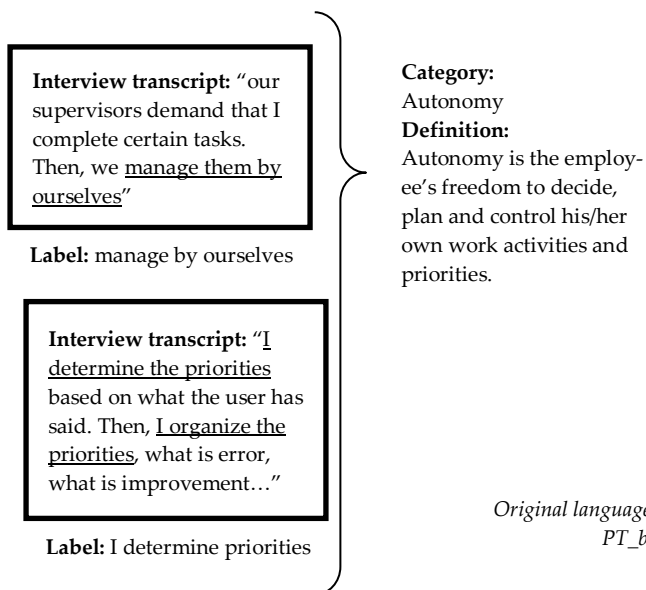 Interview transcript: “our
supervisors demand that I
complete certain tasks.
Then, we manage them by
ourselves”
Label: manage by ourselves
Interview transcript: “I
determine the priorities
based on what the user has
said. Then, I organize the
priorities, what is error,
what is improvement…”
Label: I determine priorities
Category:
Autonomy
Definition:
Autonomy is the employ-
ee’s freedom to decide,
plan and control his/her
own work activities and
priorities.
Original language
PT_b